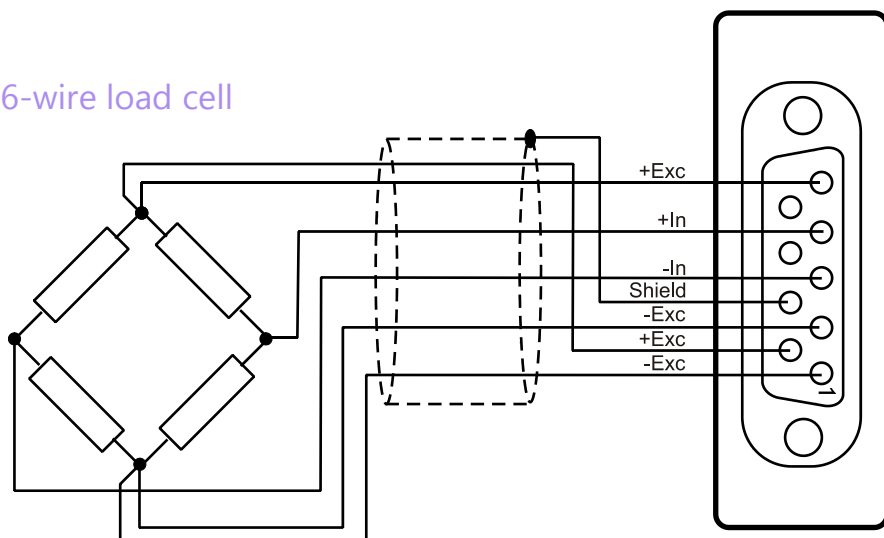 6-wire load cell
+Exc
+In
-In
Shield
-Exc
+Exc
-Exc
1